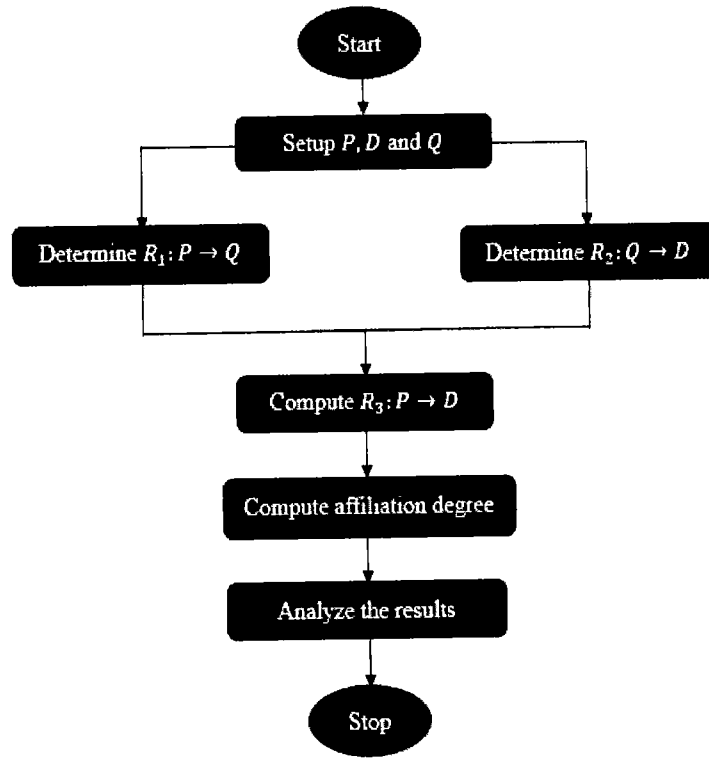 Start
Setup P, D and Q
Determine R₁: P → Q
Determine R₂: Q → D
Compute R₃: P → D
Compute affiliation degree
Analyze the results
Stop